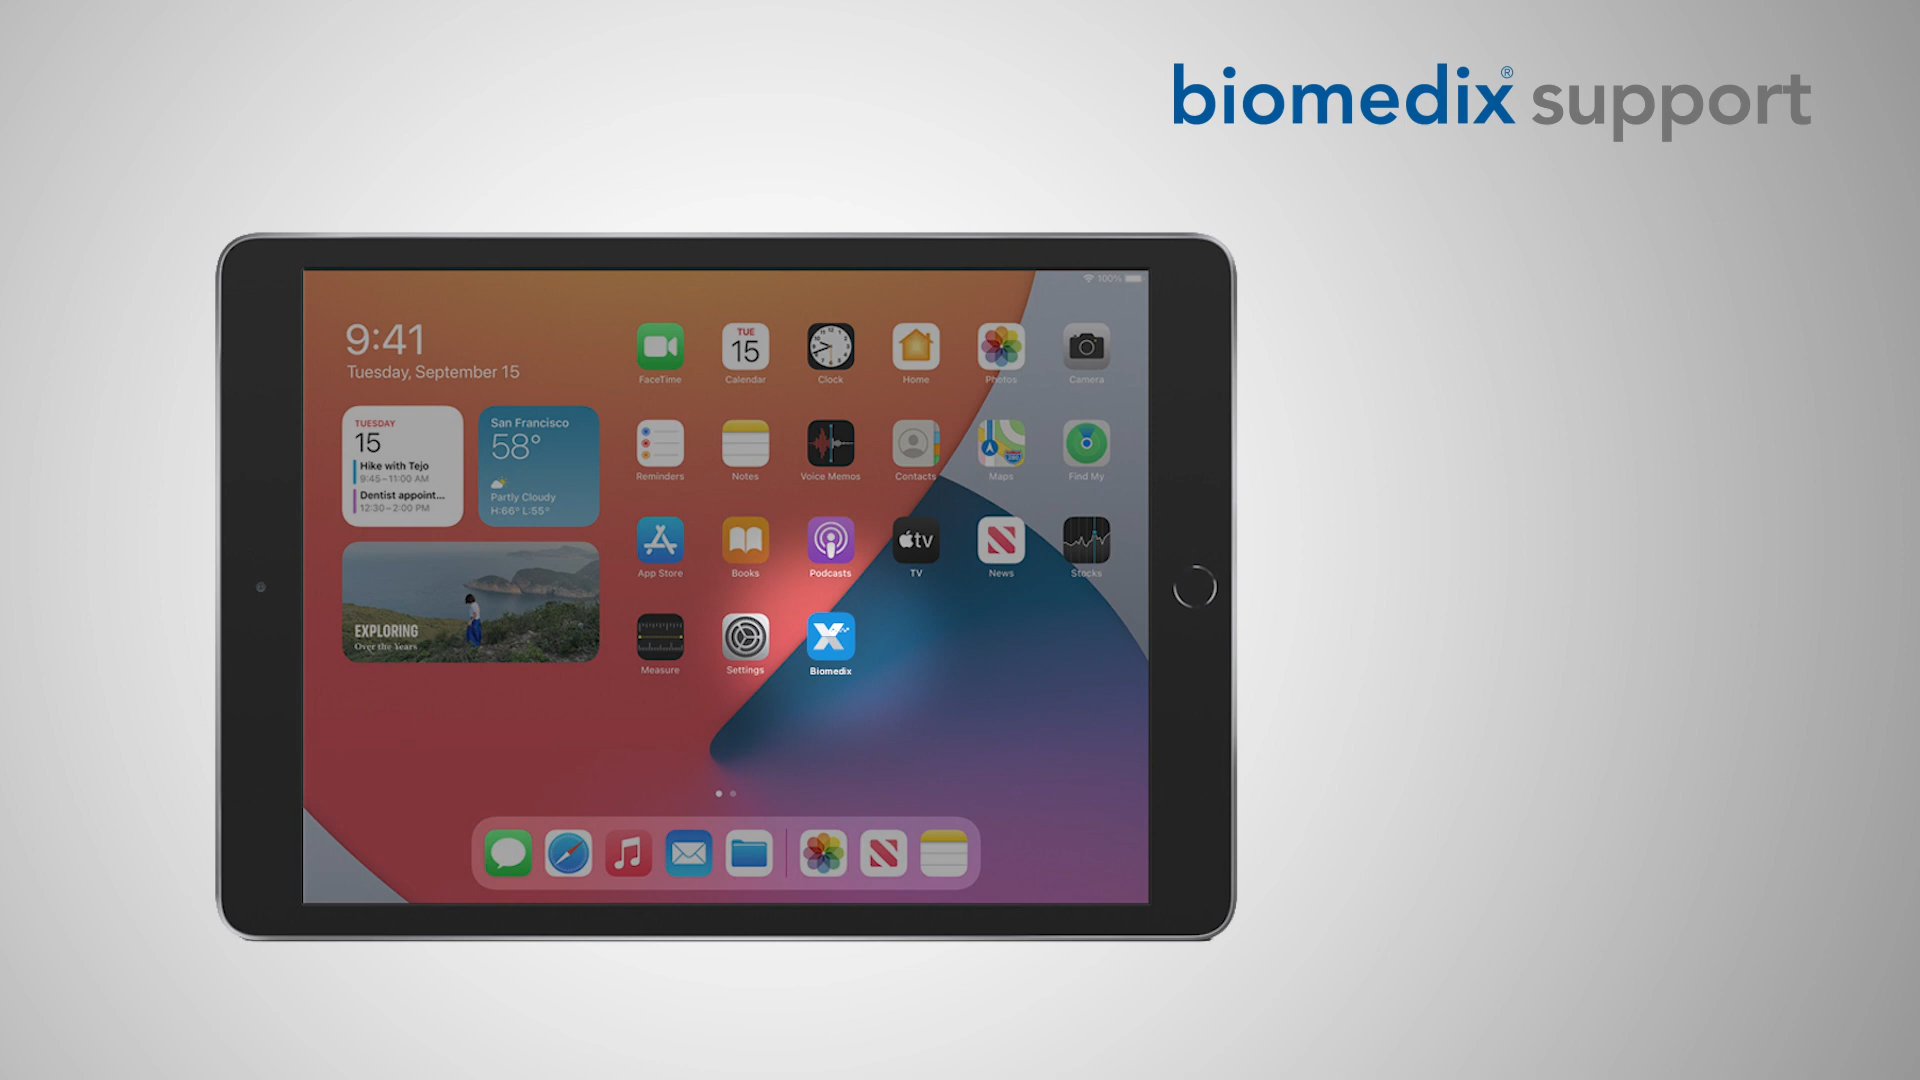 biomedix® support
100%
9:41
Tuesday, September 15
FaceTime
TUE
15
Calendar
Clock
Home
Photos
Camera
TUESDAY
15
Hike with Tejo
9:45–11:00 AM
Dentist appoint...
12:30–2:00 PM
San Francisco
58°
Partly Cloudy
H:66° L:55°
Reminders
Notes
Voice Memos
Contacts
280
Maps
Find My
App Store
Books
Podcasts
tv
TV
News
Stocks
EXPLORING
Over the Years
Measure
Settings
Biomedix